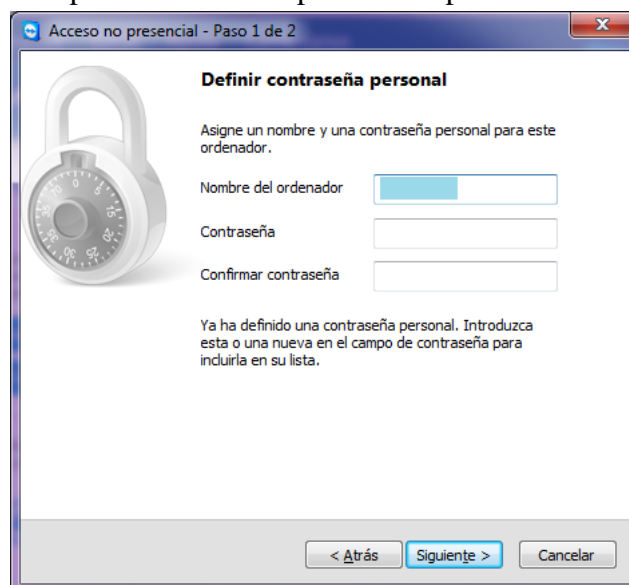 Acceso no presencial - Paso 1 de 2
Definir contraseña personal
Asigne un nombre y una contraseña personal para este
ordenador.
Nombre del ordenador
Contraseña
Confirmar contraseña
Ya ha definido una contraseña personal. Introduzca
esta o una nueva en el campo de contraseña para
incluirla en su lista.
< Atrás Siguiente > Cancelar